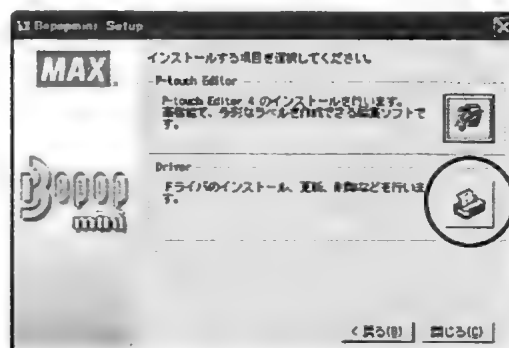 Bepopmini Setup
MAX
インストールする項目を選択してください。
P-touch Editor
P-touch Editor 4 のインストールを行います。
高機能で、多彩なラベルを作成できる編集ソフトです。
Bepop
mini
Driver
ドライバのインストール、更新、削除などを行います。
< 戻る(B)
閉じる(C)